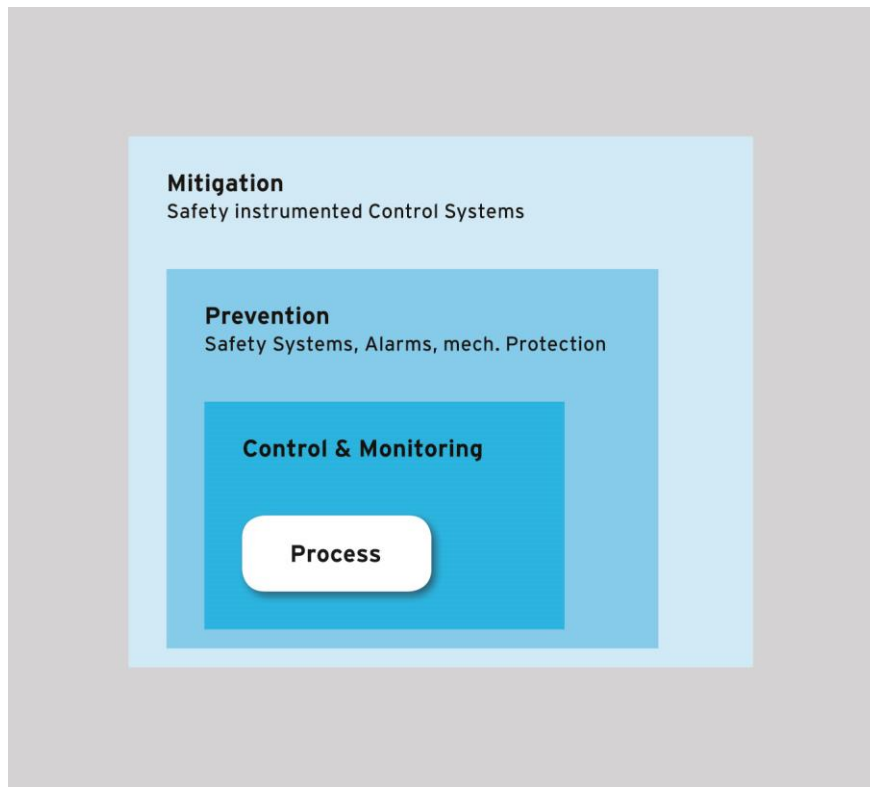 Mitigation
Safety instrumented Control Systems
Prevention
Safety Systems, Alarms, mech. Protection
Control & Monitoring
Process